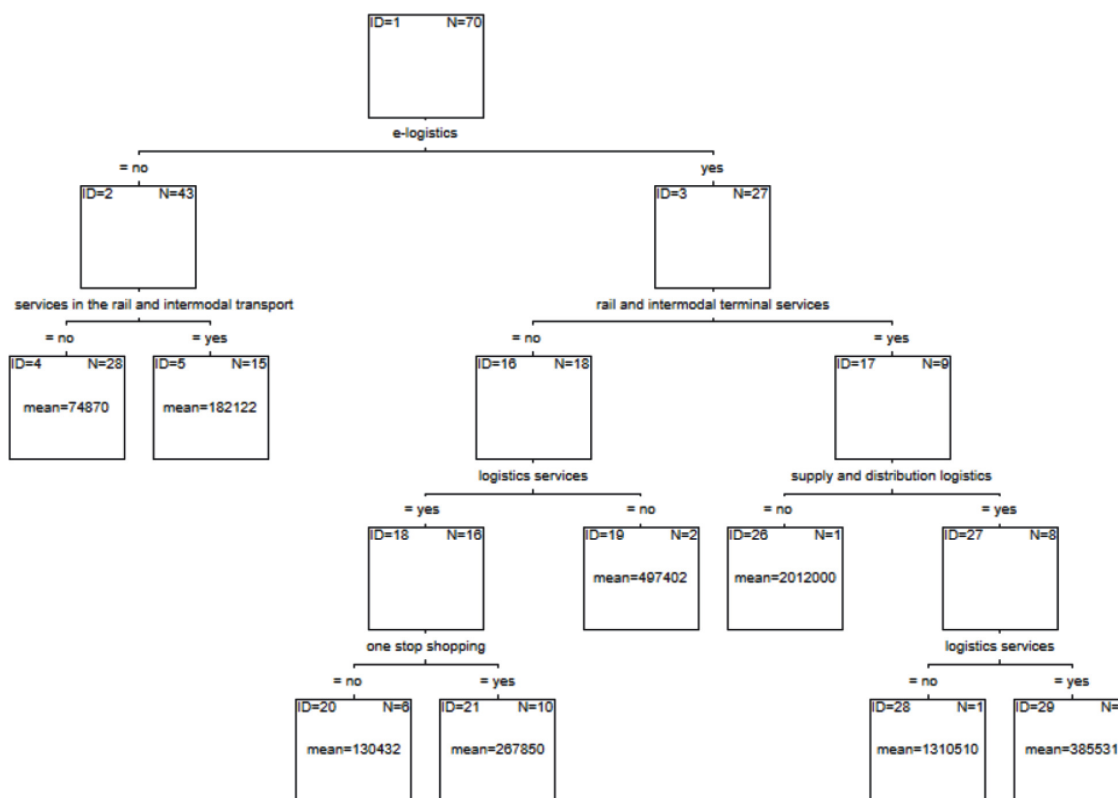 ID=1 N=70
e-logistics
= no yes
ID=2 N=43 ID=3 N=27
services in the rail and intermodal transport rail and intermodal terminal services
= no = yes = no = yes
ID=4 N=28 ID=5 N=15 ID=16 N=18 ID=17 N=9
mean=74870 mean=182122
logistics services supply and distribution logistics
= yes = no = no = yes
ID=18 N=16 ID=19 N=2 ID=26 N=1 ID=27 N=8
mean=497402 mean=2012000
one stop shopping logistics services
= no = yes = no = yes
ID=20 N=6 ID=21 N=10 ID=28 N=1 ID=29 N=
mean=130432 mean=267850 mean=1310510 mean=385531